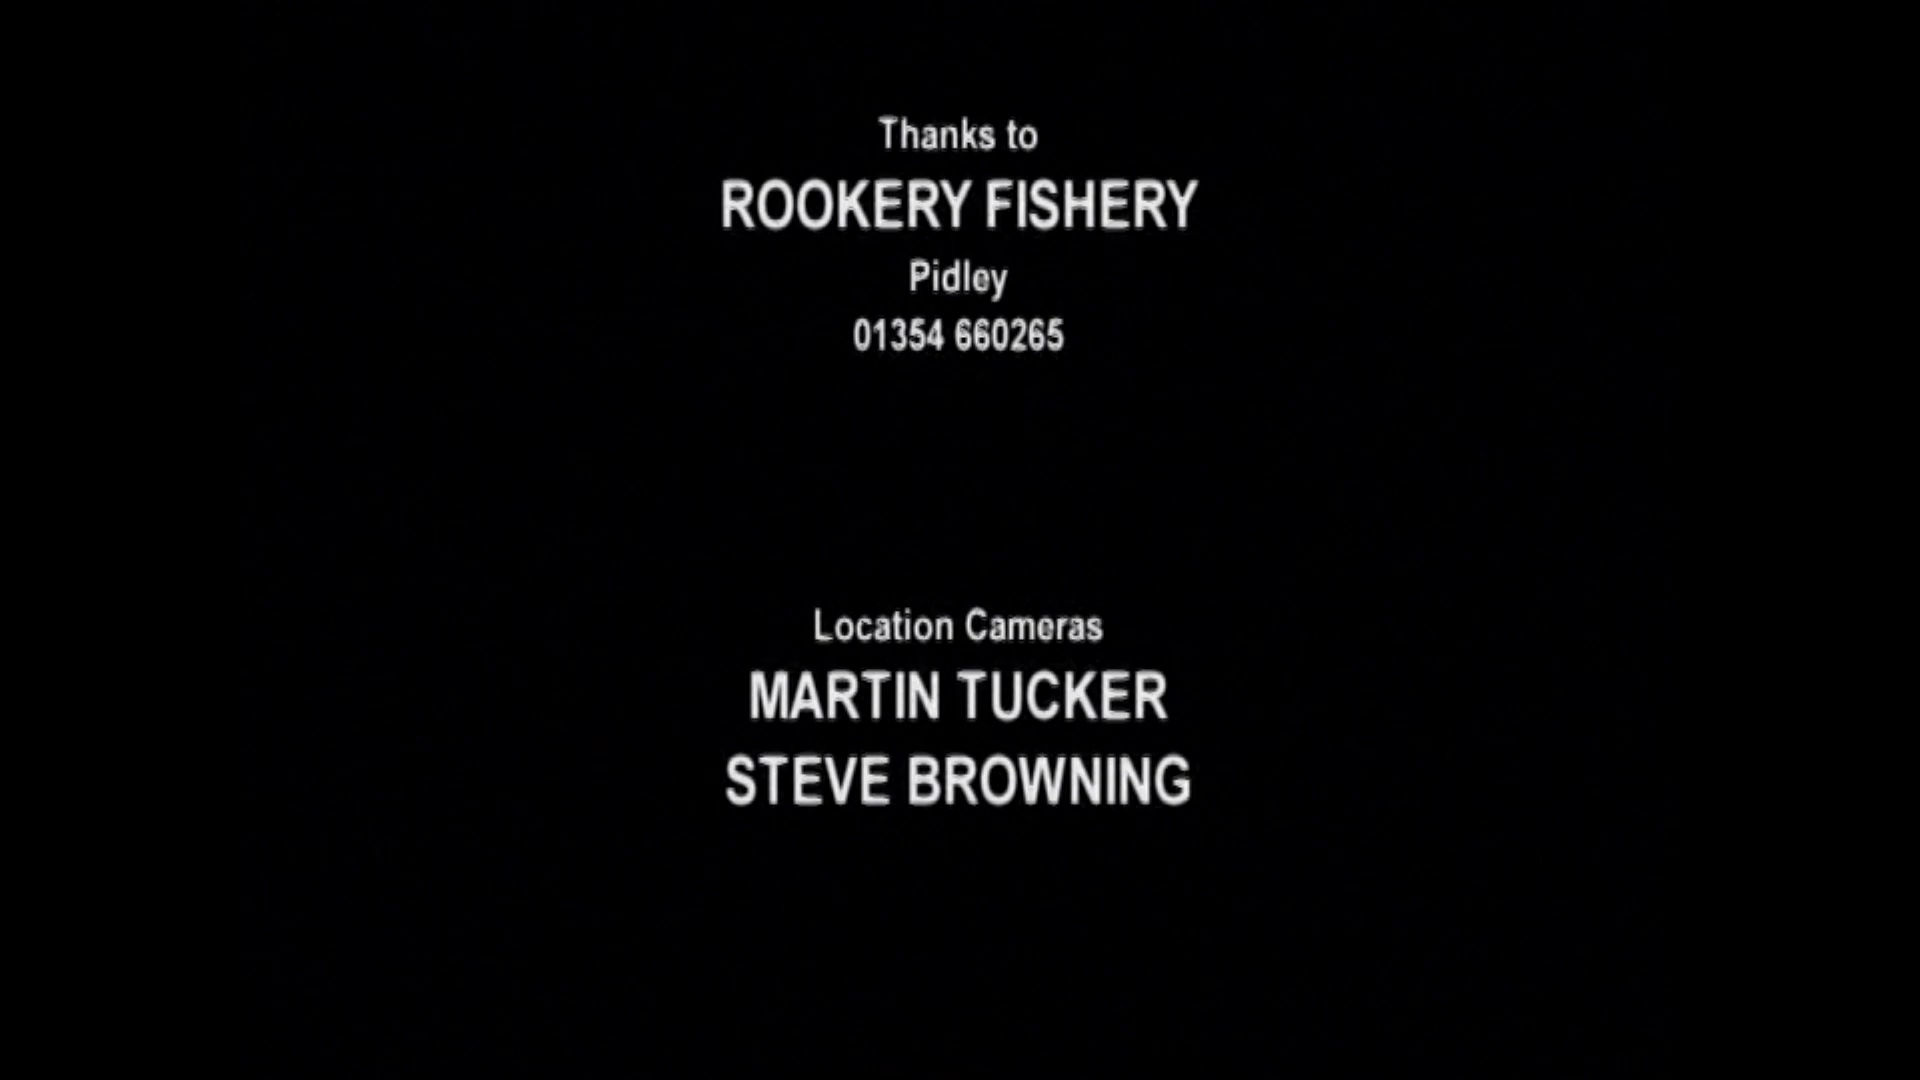 Thanks to
ROOKERY FISHERY
Pidley
01354 660265
Location Cameras
MARTIN TUCKER
STEVE BROWNING